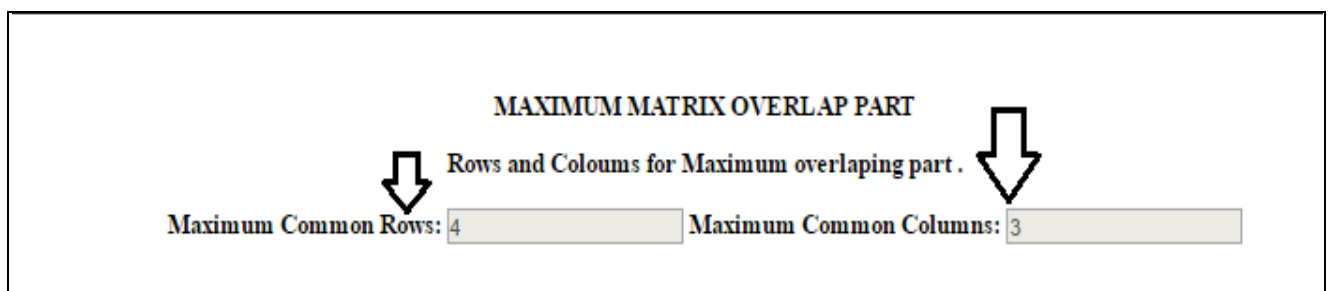 MAXIMUM MATRIX OVERLAP PART
Rows and Coloums for Maximum overlaping part .
Maximum Common Rows: 4 Maximum Common Columns: 3